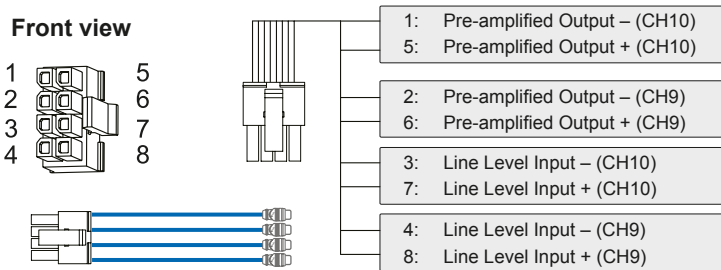 Front view
1 5
2 6
3 7
4 8
1: Pre-amplified Output – (CH10)
5: Pre-amplified Output + (CH10)
2: Pre-amplified Output – (CH9)
6: Pre-amplified Output + (CH9)
3: Line Level Input – (CH10)
7: Line Level Input + (CH10)
4: Line Level Input – (CH9)
8: Line Level Input + (CH9)